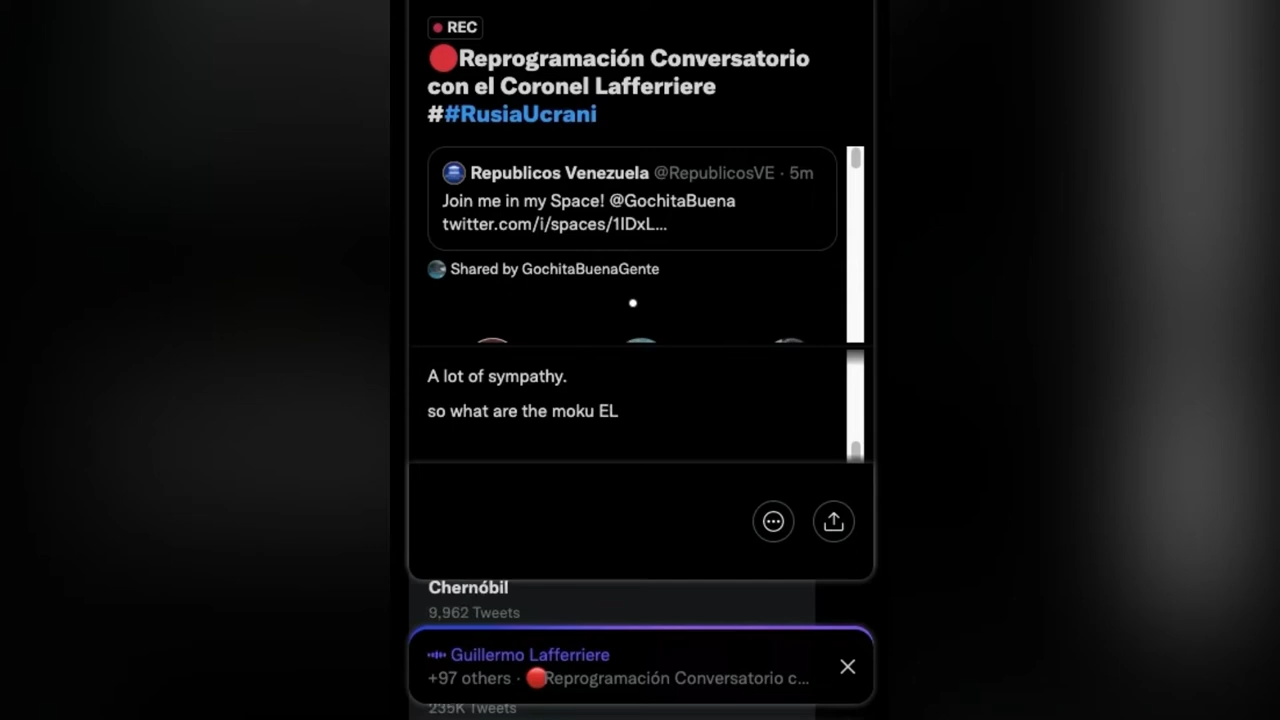 REC
Reprogramación Conversatorio
con el Coronel Lafferriere
##RusiaUcrani
Republicos Venezuela @RepublicosVE · 5m
Join me in my Space! @GochitaBuena
twitter.com/i/spaces/1lDxL...
Shared by GochitaBuenaGente
A lot of sympathy.
so what are the moku EL
Chernóbil
9,962 Tweets
Guillermo Lafferriere
+97 others · Reprogramación Conversatorio c...
235K Tweets